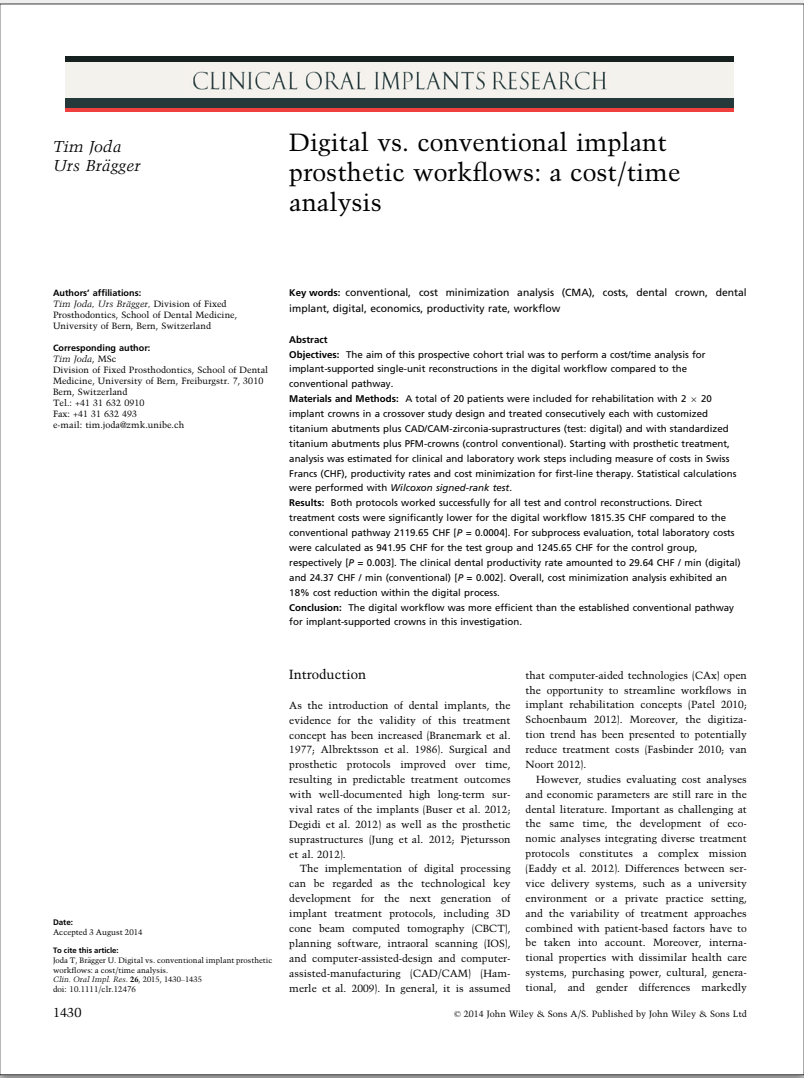 CLINICAL ORAL IMPLANTS RESEARCH
Tim Joda
Urs Brägger
Digital vs. conventional implant
prosthetic workflows: a cost/time
analysis
Authors' affiliations:
Tim Joda, Urs Brägger, Division of Fixed
Prosthodontics, School of Dental Medicine,
University of Bern, Bern, Switzerland
Corresponding author:
Tim Joda, MSc
Division of Fixed Prosthodontics, School of Dental
Medicine, University of Bern, Freiburgstr. 7, 3010
Bern, Switzerland
Tel.: +41 31 632 0910
Fax: +41 31 632 493
e-mail: tim.joda@zmk.unibe.ch
Key words: conventional, cost minimization analysis (CMA), costs, dental crown, dental
implant, digital, economics, productivity rate, workflow
Abstract
Objectives: The aim of this prospective cohort trial was to perform a cost/time analysis for
implant-supported single-unit reconstructions in the digital workflow compared to the
conventional pathway.
Materials and Methods: A total of 20 patients were included for rehabilitation with 2 × 20
implant crowns in a crossover study design and treated consecutively each with customized
titanium abutments plus CAD/CAM-zirconia-suprastructures (test: digital) and with standardized
titanium abutments plus PFM-crowns (control conventional). Starting with prosthetic treatment,
analysis was estimated for clinical and laboratory work steps including measure of costs in Swiss
Francs (CHF), productivity rates and cost minimization for first-line therapy. Statistical calculations
were performed with Wilcoxon signed-rank test.
Results: Both protocols worked successfully for all test and control reconstructions. Direct
treatment costs were significantly lower for the digital workflow 1815.35 CHF compared to the
conventional pathway 2119.65 CHF [P = 0.0004]. For subprocess evaluation, total laboratory costs
were calculated as 941.95 CHF for the test group and 1245.65 CHF for the control group,
respectively [P = 0.003]. The clinical dental productivity rate amounted to 29.64 CHF / min (digital)
and 24.37 CHF / min (conventional) [P = 0.002]. Overall, cost minimization analysis exhibited an
18% cost reduction within the digital process.
Conclusion: The digital workflow was more efficient than the established conventional pathway
for implant-supported crowns in this investigation.
Introduction
As the introduction of dental implants, the
evidence for the validity of this treatment
concept has been increased (Branemark et al.
1977; Albrektsson et al. 1986). Surgical and
prosthetic protocols improved over time,
resulting in predictable treatment outcomes
with well-documented high long-term sur-
vival rates of the implants (Buser et al. 2012;
Degidi et al. 2012) as well as the prosthetic
suprastructures (Jung et al. 2012; Pjetursson
et al. 2012).
The implementation of digital processing
can be regarded as the technological key
development for the next generation of
implant treatment protocols, including 3D
cone beam computed tomography (CBCT),
planning software, intraoral scanning (IOS),
and computer-assisted-design and computer-
assisted-manufacturing (CAD/CAM) (Ham-
merle et al. 2009). In general, it is assumed
that computer-aided technologies (CAx) open
the opportunity to streamline workflows in
implant rehabilitation concepts (Patel 2010;
Schoenbaum 2012). Moreover, the digitiza-
tion trend has been presented to potentially
reduce treatment costs (Fasbinder 2010; van
Noort 2012).
However, studies evaluating cost analyses
and economic parameters are still rare in the
dental literature. Important as challenging at
the same time, the development of eco-
nomic analyses integrating diverse treatment
protocols constitutes a complex mission
(Eaddy et al. 2012). Differences between ser-
vice delivery systems, such as a university
environment or a private practice setting,
and the variability of treatment approaches
combined with patient-based factors have to
be taken into account. Moreover, interna-
tional properties with dissimilar health care
systems, purchasing power, cultural, genera-
tional, and gender differences markedly
Date:
Accepted 3 August 2014
To cite this article:
Joda T, Brägger U. Digital vs. conventional implant prosthetic
workflows: a cost/time analysis.
Clin. Oral Impl. Res. 26, 2015, 1430–1435
doi: 10.1111/clr.12476
1430
© 2014 John Wiley & Sons A/S. Published by John Wiley & Sons Ltd